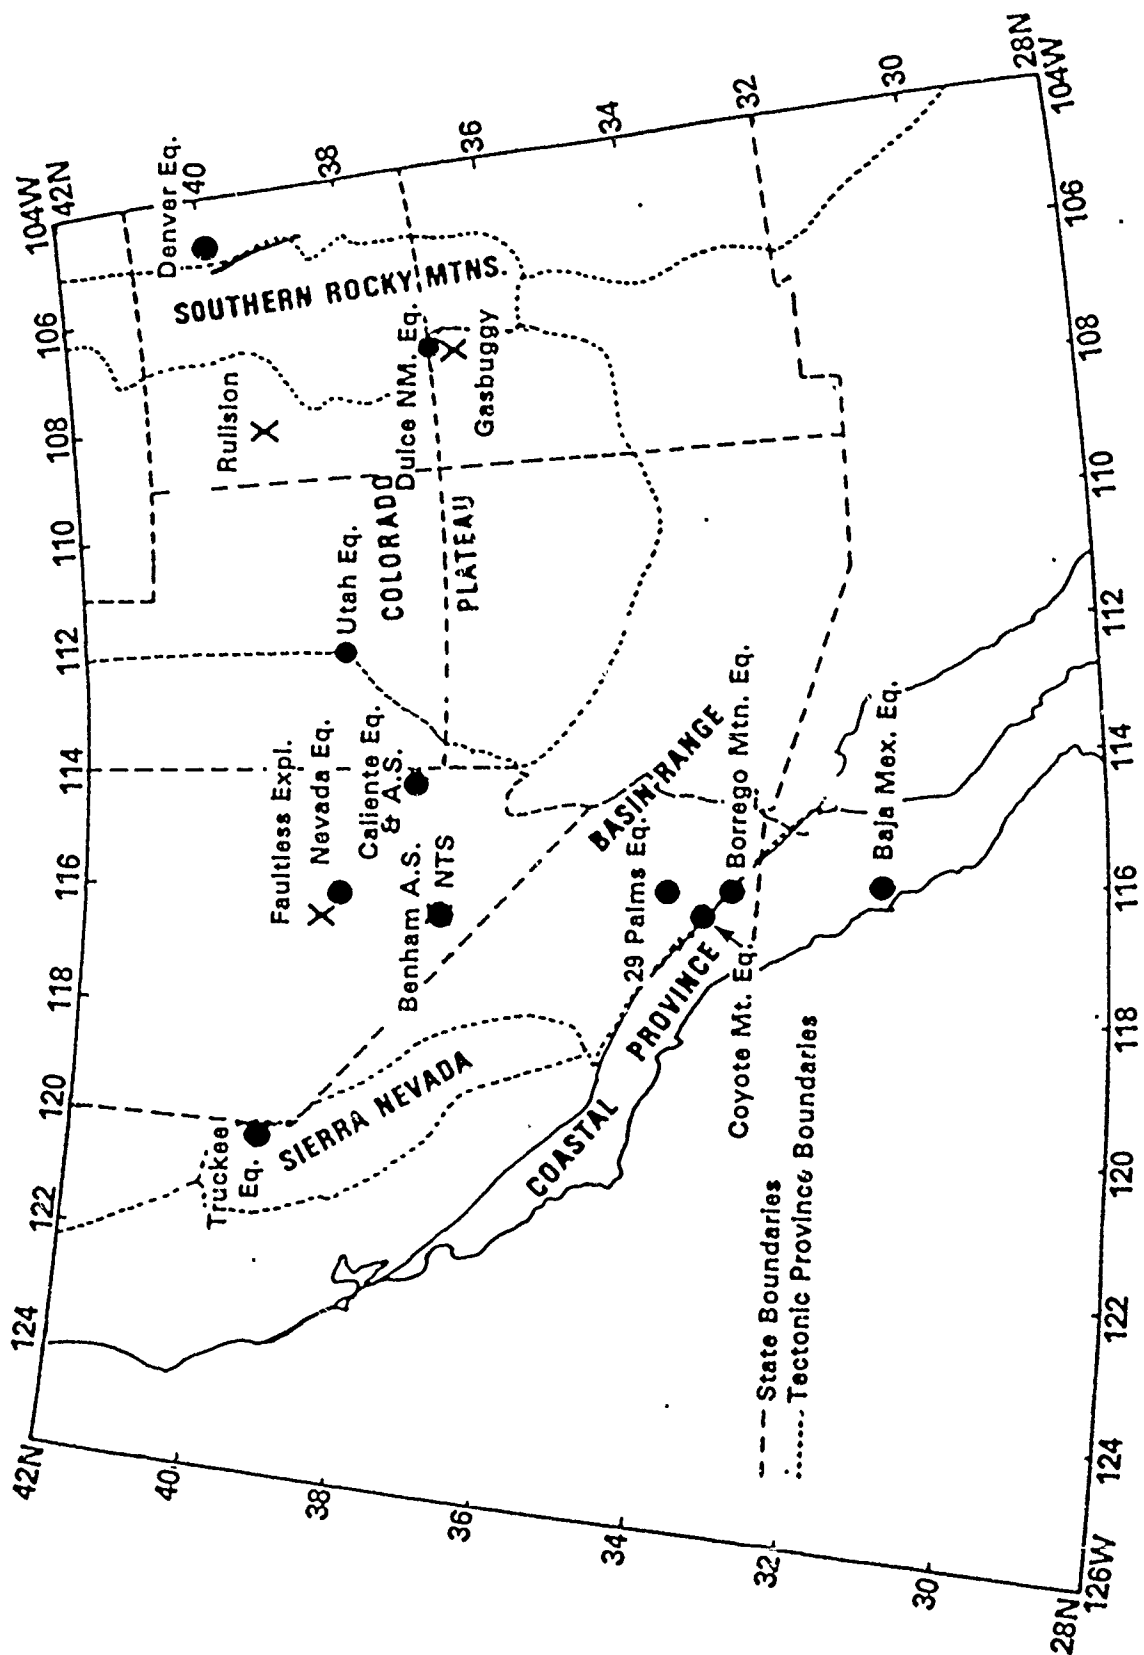 42N
124
122
120
118
116
114
112
110
108
106
104W
42N
40
38
36
34
32
30
28N
104W
106
108
110
112
114
116
118
120
122
124
126W
28N
30
32
34
36
38
40
Truckee
Eq.
SIERRA NEVADA
Faultless Expl.
Nevada Eq.
Caliente Eq.
& A.S.
Benham A.S.
NTS
Utah Eq.
COLORADO
PLATEAU
Rulision
Denver Eq.
SOUTHERN ROCKY MTNS.
Dulce NM. Eq.
Gasbuggy
BASIN-RANGE
29 Palms Eq.
Borrego Mtn. Eq.
Coyote Mt. Eq.
Baja Mex. Eq.
COASTAL PROVINCE
State Boundaries
Tectonic Province Boundaries